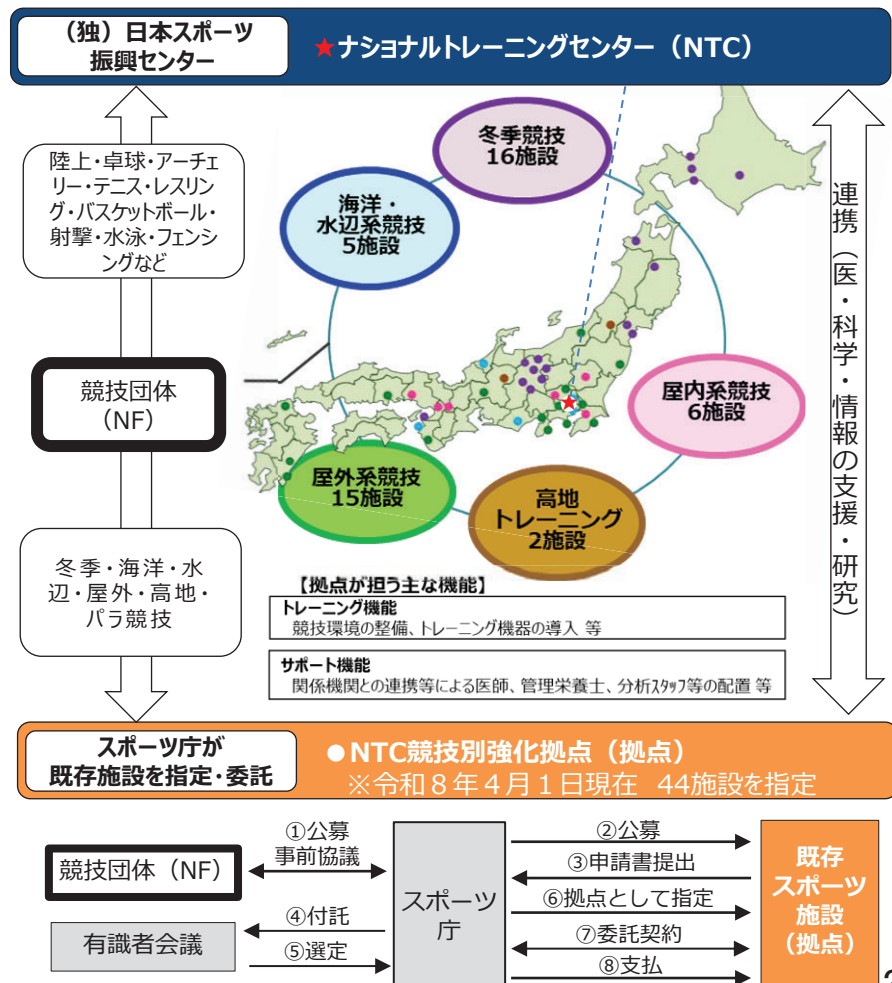 （独）日本スポーツ
振興センター
★ナショナルトレーニングセンター（NTC）
陸上・卓球・アーチェ
リー・テニス・レスリン
グ・バスケットボール・
射撃・水泳・フェンシ
ングなど
競技団体
（NF）
冬季・海洋・水
辺・屋外・高地・
パラ競技
冬季競技
16施設
海洋・
水辺系競技
5施設
屋内系競技
6施設
屋外系競技
15施設
高地
トレーニング
2施設
連携（医・科学・情報の支援・研究）
【拠点が担う主な機能】
トレーニング機能
競技環境の整備、トレーニング機器の導入 等
サポート機能
関係機関との連携等による医師、管理栄養士、分析スタッフ等の配置 等
スポーツ庁が
既存施設を指定・委託
●NTC競技別強化拠点（拠点）
※令和８年４月１日現在 44施設を指定
競技団体（NF）
有識者会議
①公募
事前協議
④付託
⑤選定
スポーツ
庁
②公募
③申請書提出
⑥拠点として指定
⑦委託契約
⑧支払
既存
スポーツ
施設
（拠点）